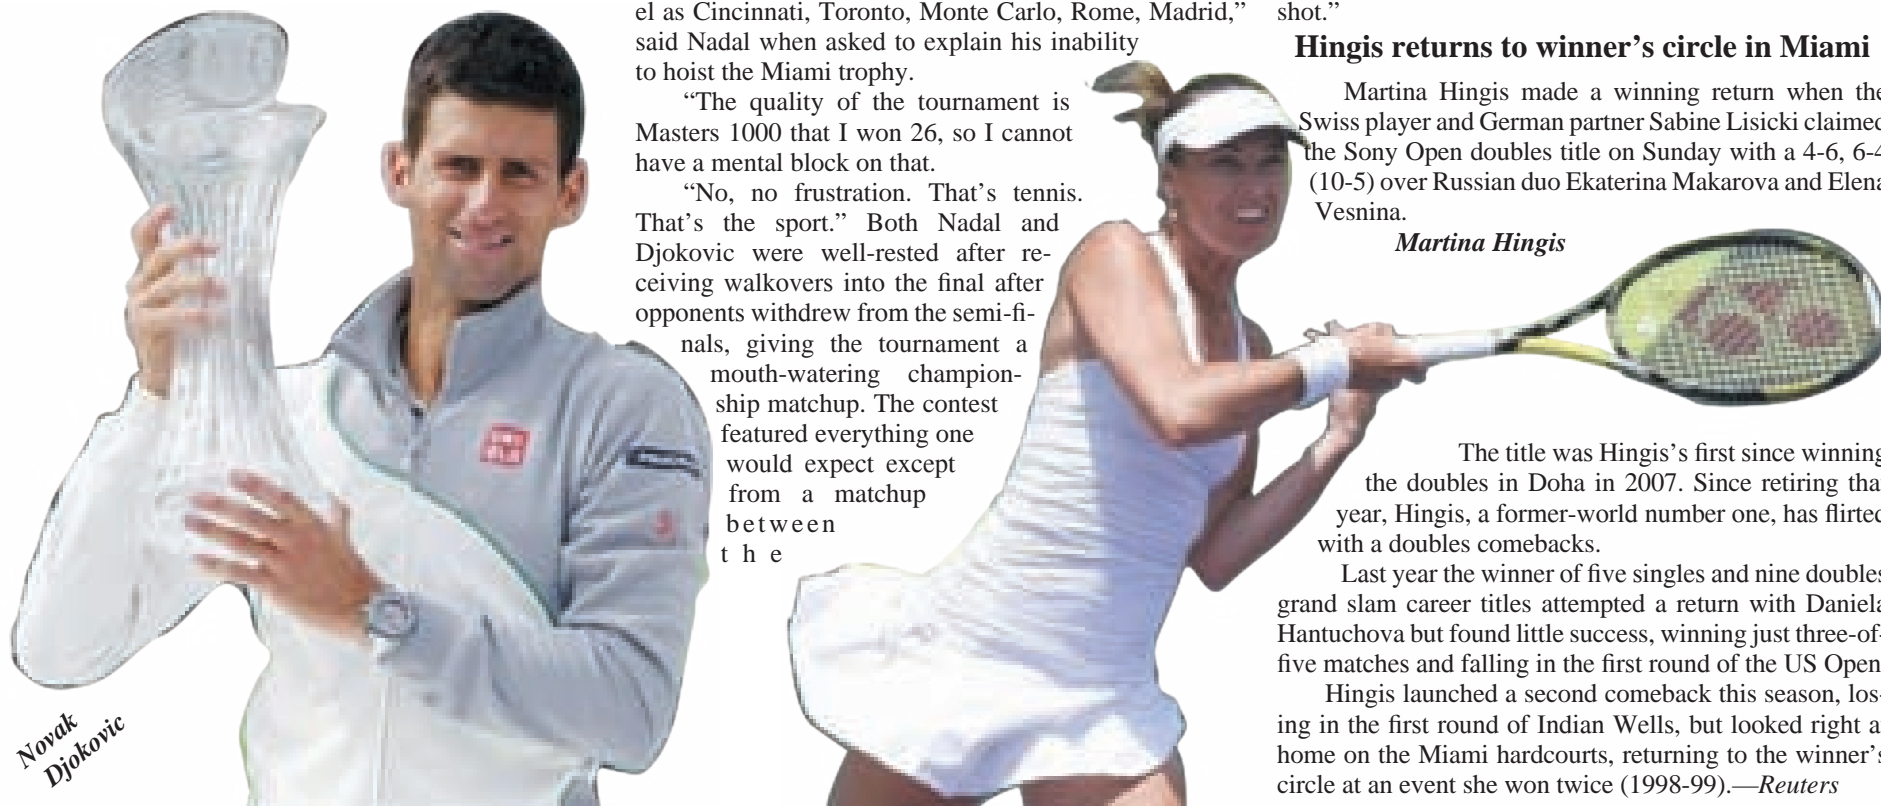 el as Cincinnati, Toronto, Monte Carlo, Rome, Madrid,”
said Nadal when asked to explain his inability
to hoist the Miami trophy.
“The quality of the tournament is
Masters 1000 that I won 26, so I cannot
have a mental block on that.
“No, no frustration. That’s tennis.
That’s the sport.” Both Nadal and
Djokovic were well-rested after re-
ceiving walkovers into the final after
opponents withdrew from the semi-fi-
nals, giving the tournament a
mouth-watering champion-
ship matchup. The contest
featured everything one
would expect except
from a matchup
between
the
Novak
Djokovic
shot.”
Hingis returns to winner’s circle in Miami
Martina Hingis made a winning return when the
Swiss player and German partner Sabine Lisicki claimed
the Sony Open doubles title on Sunday with a 4-6, 6-4
(10-5) over Russian duo Ekaterina Makarova and Elena
Vesnina.
Martina Hingis
The title was Hingis’s first since winning
the doubles in Doha in 2007. Since retiring tha
year, Hingis, a former-world number one, has flirted
with a doubles comebacks.
Last year the winner of five singles and nine doubles
grand slam career titles attempted a return with Daniela
Hantuchova but found little success, winning just three-of-
five matches and falling in the first round of the US Open
Hingis launched a second comeback this season, los-
ing in the first round of Indian Wells, but looked right a
home on the Miami hardcourts, returning to the winner’s
circle at an event she won twice (1998-99).—Reuters